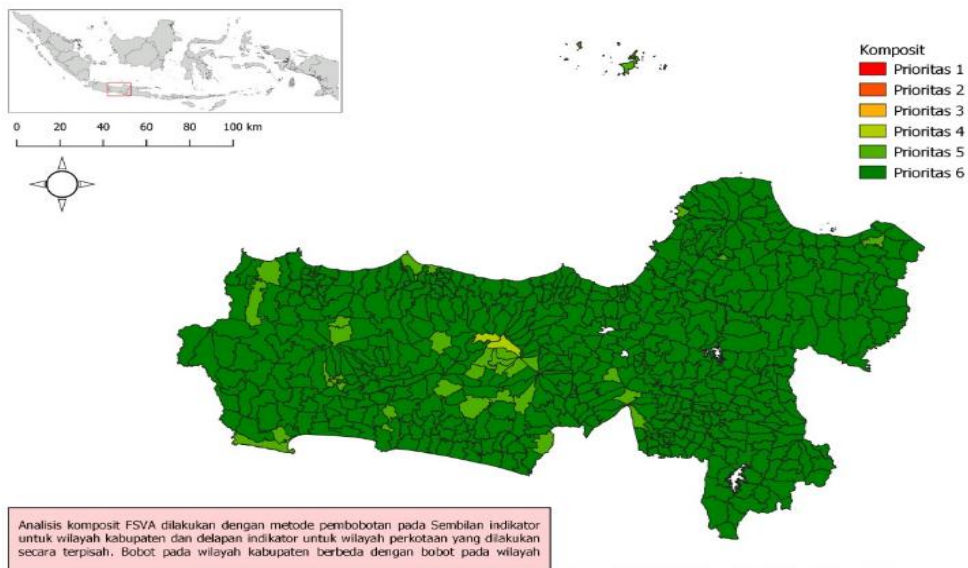 Komposit
Prioritas 1
Prioritas 2
Prioritas 3
Prioritas 4
Prioritas 5
Prioritas 6
0 20 40 60 80 100 km
Analisis komposit FSVA dilakukan dengan metode pembobotan pada Sembilan indikator
untuk wilayah kabupaten dan delapan indikator untuk wilayah perkotaan yang dilakukan
secara terpisah. Bobot pada wilayah kabupaten berbeda dengan bobot pada wilayah